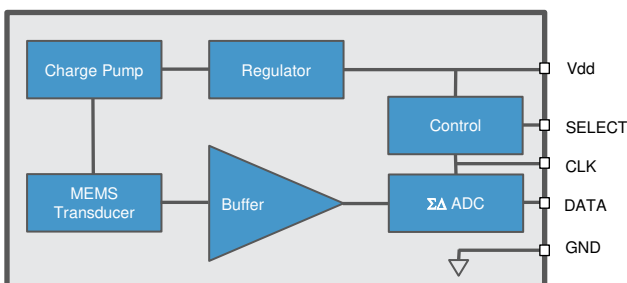 Charge Pump
Regulator
Vdd
Control
SELECT
CLK
MEMS
Transducer
Buffer
ΣΔ ADC
DATA
GND